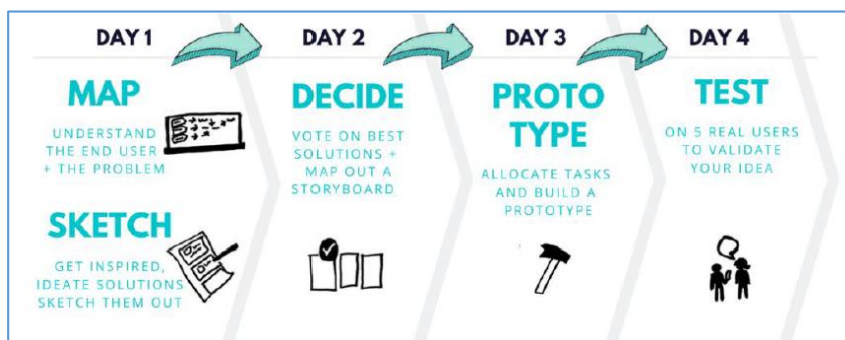 DAY 1
MAP
UNDERSTAND
THE END USER
+ THE PROBLEM
SKETCH
GET INSPIRED,
IDEATE SOLUTIONS
SKETCH THEM OUT
DAY 2
DECIDE
VOTE ON BEST
SOLUTIONS +
MAP OUT A
STORYBOARD
DAY 3
PROTO
TYPE
ALLOCATE TASKS
AND BUILD A
PROTOTYPE
DAY 4
TEST
ON 5 REAL USERS
TO VALIDATE
YOUR IDEA